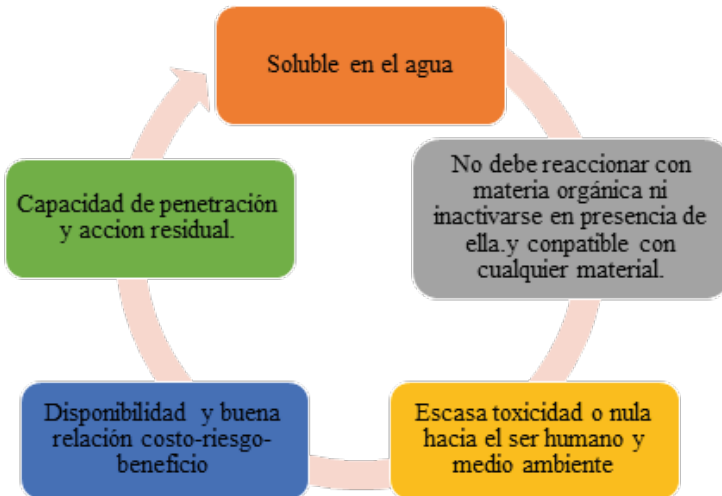 Soluble en el agua
No debe reaccionar con
materia orgánica ni
inactivarse en presencia de
ella.y conpatible con
cualquier material.
Escasa toxicidad o nula
hacia el ser humano y
medio ambiente
Disponibilidad y buena
relación costo-riesgo-
beneficio
Capacidad de penetración
y accion residual.